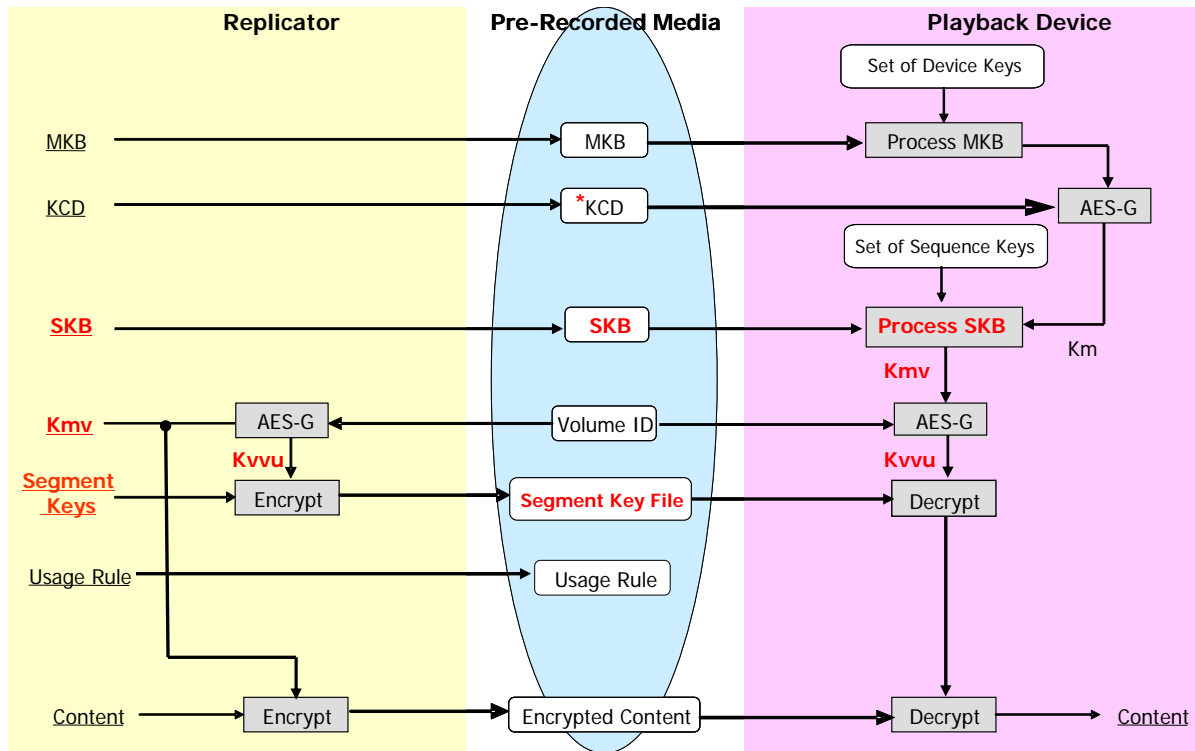 Replicator
Pre-Recorded Media
Playback Device
Set of Device Keys
MKB
MKB
Process MKB
KCD
*KCD
AES-G
Set of Sequence Keys
SKB
SKB
Process SKB
Km
Kmv
Kmv
AES-G
Volume ID
AES-G
Kvvu
Kvvu
Segment
Keys
Encrypt
Segment Key File
Decrypt
Usage Rule
Usage Rule
Content
Encrypt
Encrypted Content
Decrypt
Content